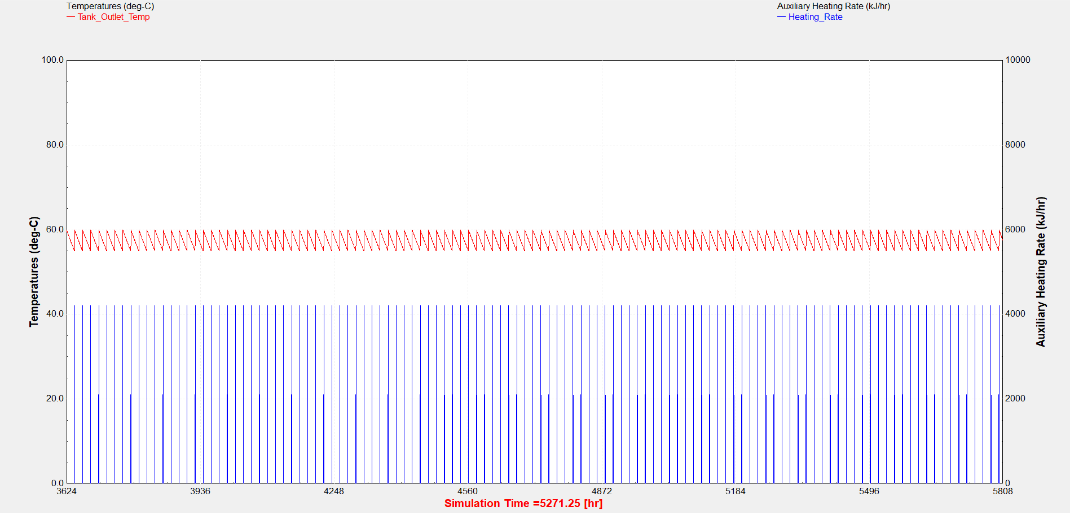 Temperatures (deg-C)
Tank_Outlet_Temp
Auxiliary Heating Rate (kJ/hr)
Heating_Rate
100.0
80.0
60.0
40.0
20.0
0.0
Temperatures (deg-C)
10000
8000
6000
4000
2000
0
Auxiliary Heating Rate (kJ/hr)
3624 3936 4248 4560 4872 5184 5496 5808
Simulation Time =5271.25 [hr]